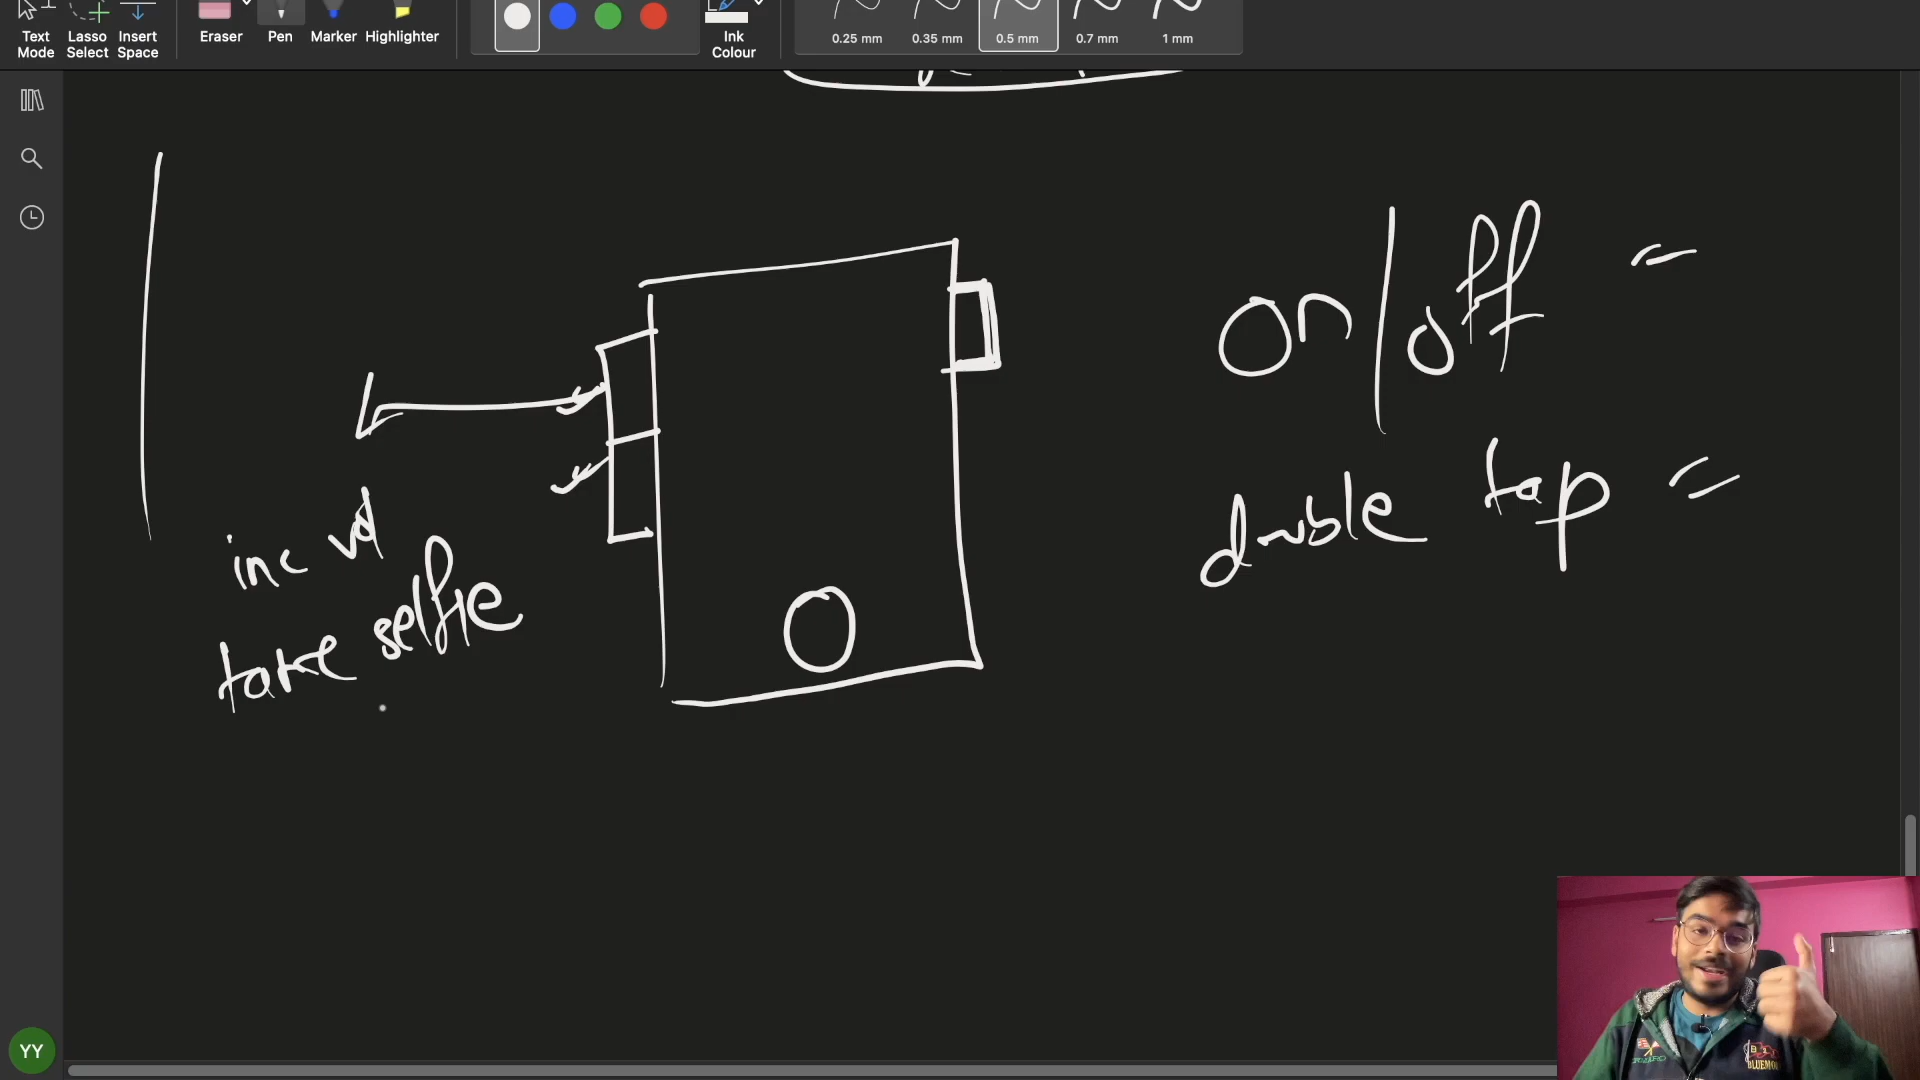 Text Mode
Lasso Select
Insert Space
Eraser
Pen
Marker
Highlighter
Ink Colour
0.25 mm
0.35 mm
0.5 mm
0.7 mm
1 mm
on/off =
double tap =
inc vol
take selfie
YY